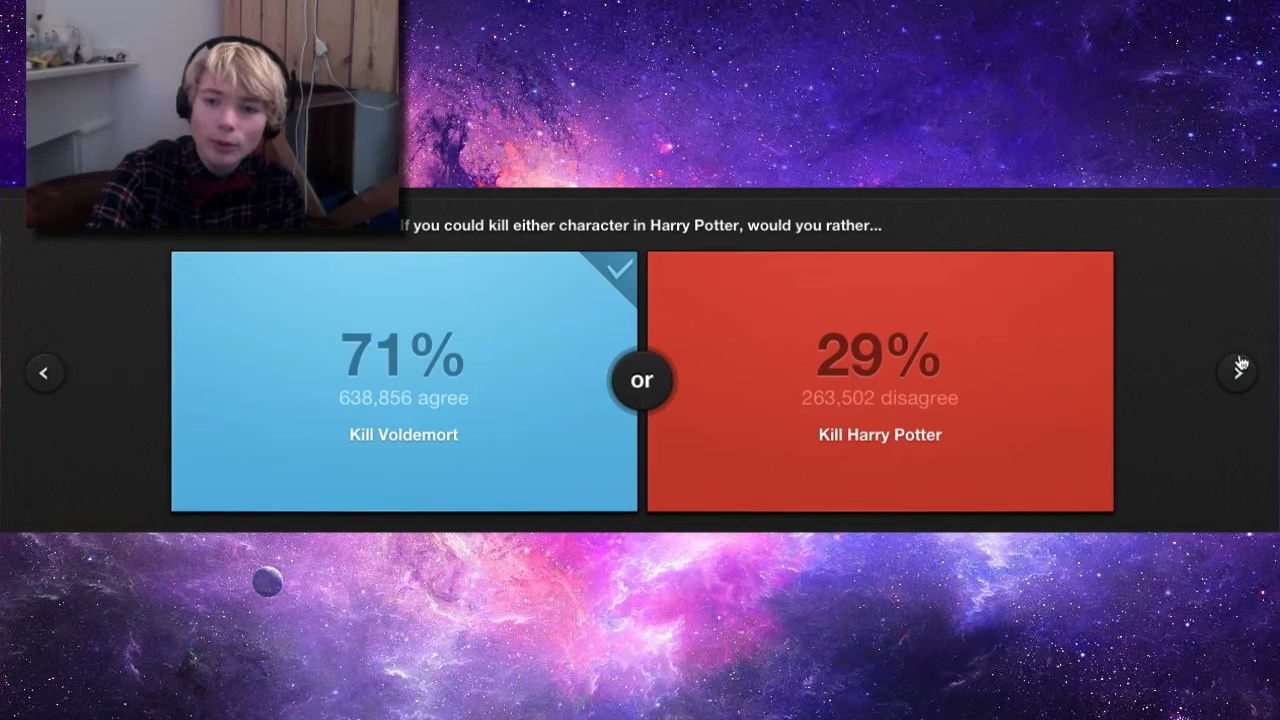 If you could kill either character in Harry Potter, would you rather...
71%
638,856 agree
Kill Voldemort
or
29%
263,502 disagree
Kill Harry Potter